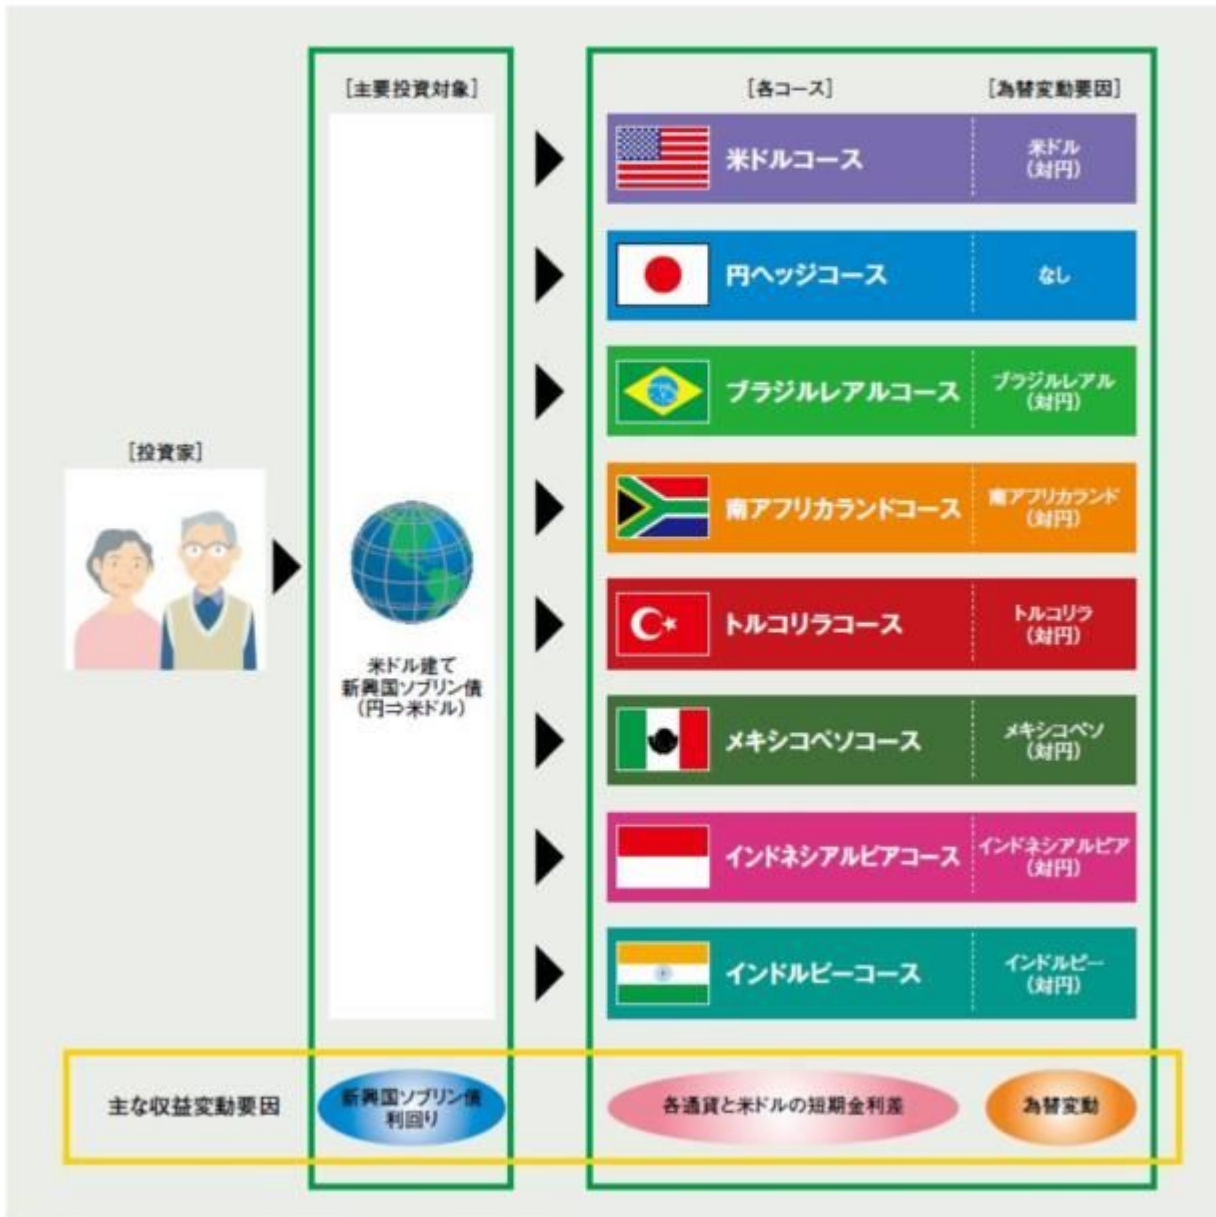 [主要投資対象]
[各コース]
[為替変動要因]
米ドルコース
米ドル
(対円)
円ヘッジコース
なし
ブラジルレアルコース
ブラジルレアル
(対円)
[投資家]
南アフリカランドコース
南アフリカランド
(対円)
トルコリラコース
トルコリラ
(対円)
米ドル建て
新興国ソブリン債
(円⇒米ドル)
メキシコペソコース
メキシコペソ
(対円)
インドネシアルピアコース
インドネシアルピア
(対円)
インドルピーコース
インドルピー
(対円)
主な収益変動要因
新興国ソブリン債
利回り
各通貨と米ドルの短期金利差
為替変動